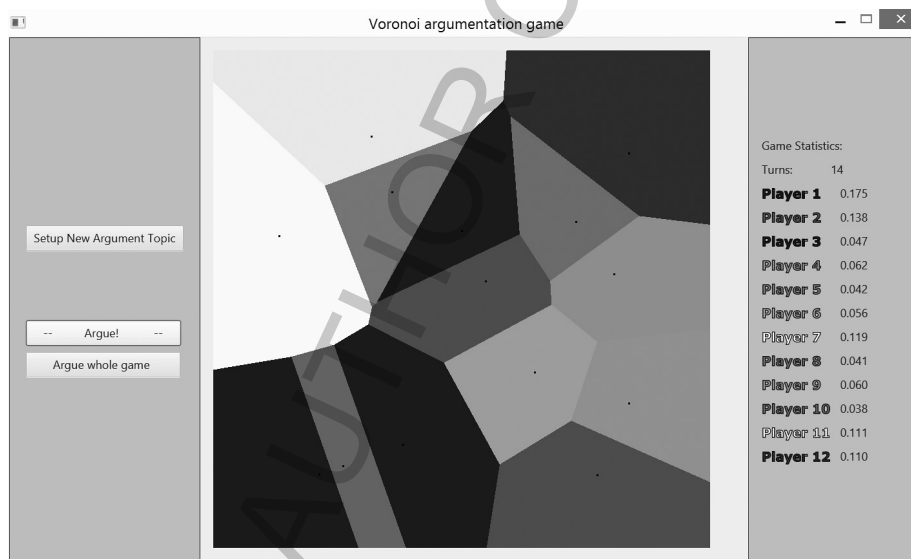 Voronoi argumentation game
Setup New Argument Topic
-- Argue! --
Argue whole game
Game Statistics:
Turns: 14
Player 1 0.175
Player 2 0.138
Player 3 0.047
Player 4 0.062
Player 5 0.042
Player 6 0.056
Player 7 0.119
Player 8 0.041
Player 9 0.060
Player 10 0.038
Player 11 0.111
Player 12 0.110
AUTHOR